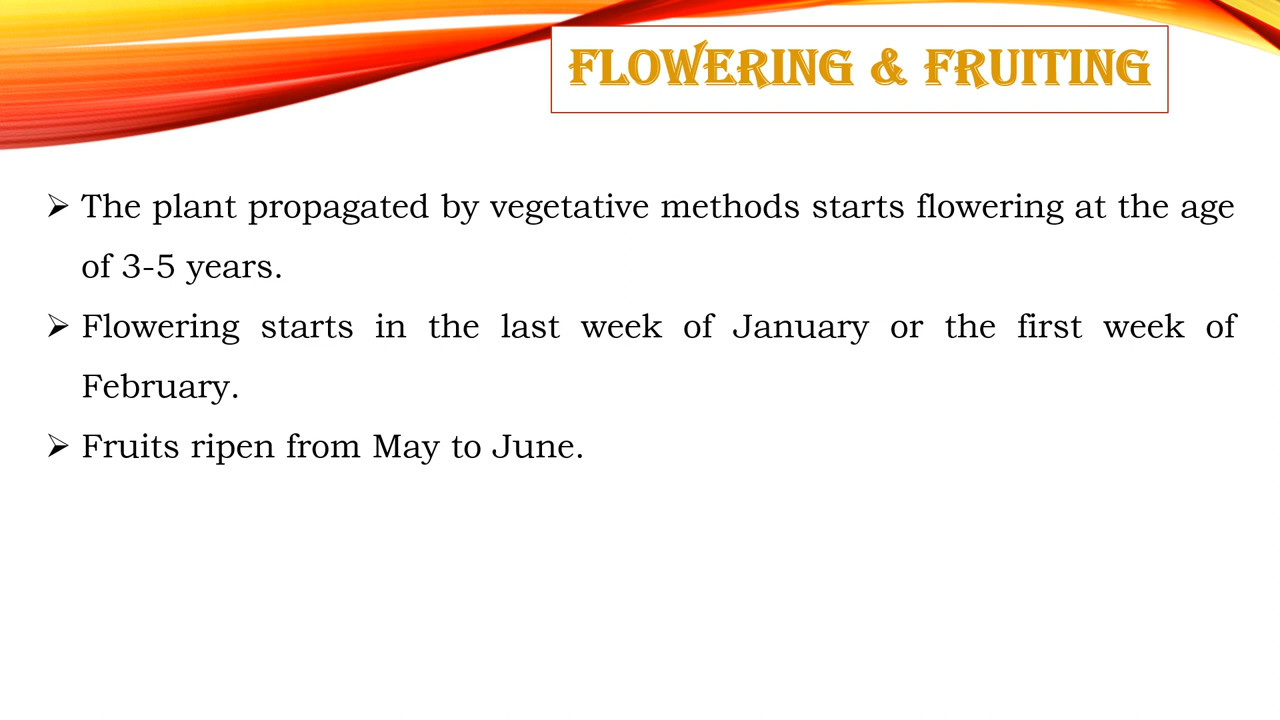 FLOWERING & FRUITING
➢ The plant propagated by vegetative methods starts flowering at the age
of 3-5 years.
➢ Flowering starts in the last week of January or the first week of
February.
➢ Fruits ripen from May to June.